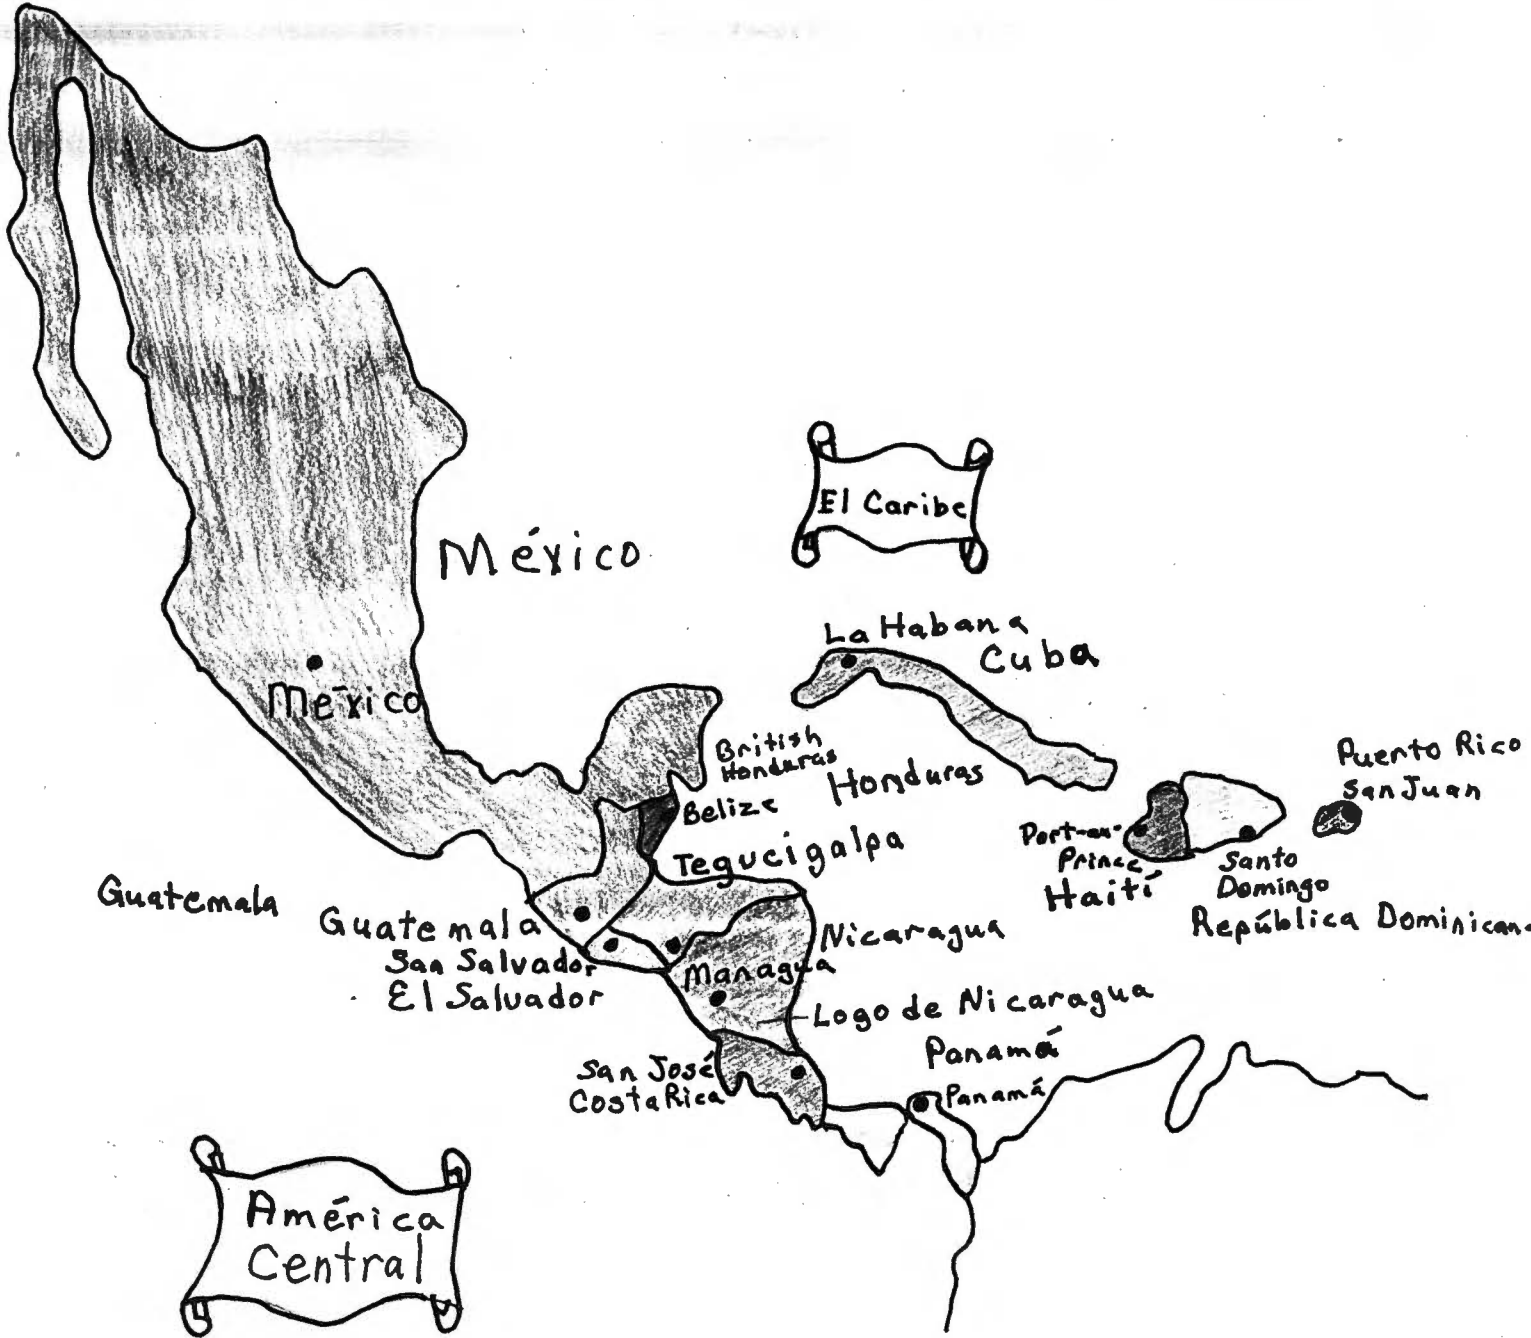 El Caribe
México
La Habana
Cuba
México
British
Honduras
Honduras
Belize
Puerto Rico
San Juan
Tegucigalpa
Port-au-
Prince
Haití
Santo
Domingo
República Dominicana
Guatemala
Guatemala
San Salvador
El Salvador
Nicaragua
Managua
Logo de Nicaragua
Panamá
Panamá
San José
Costa Rica
América
Central